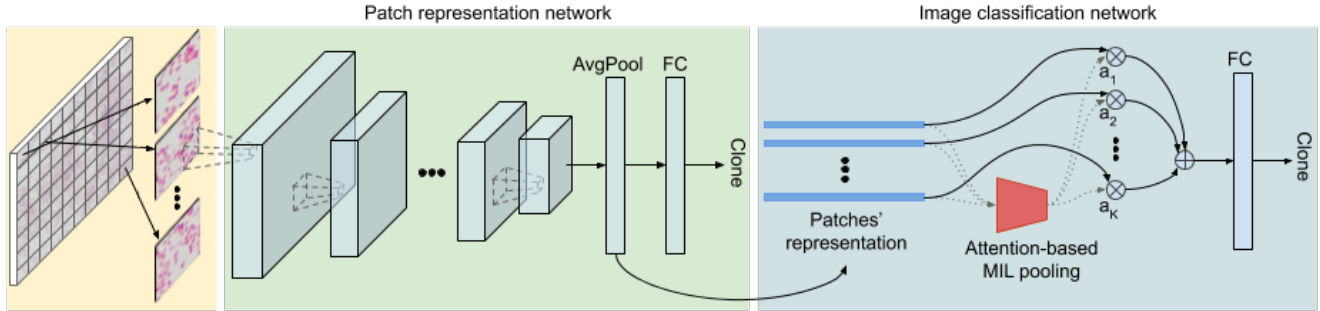 Patch representation network
Image classification network
AvgPool
FC
Clone
a1
a2
aK
Patches'
representation
Attention-based
MIL pooling
FC
Clone